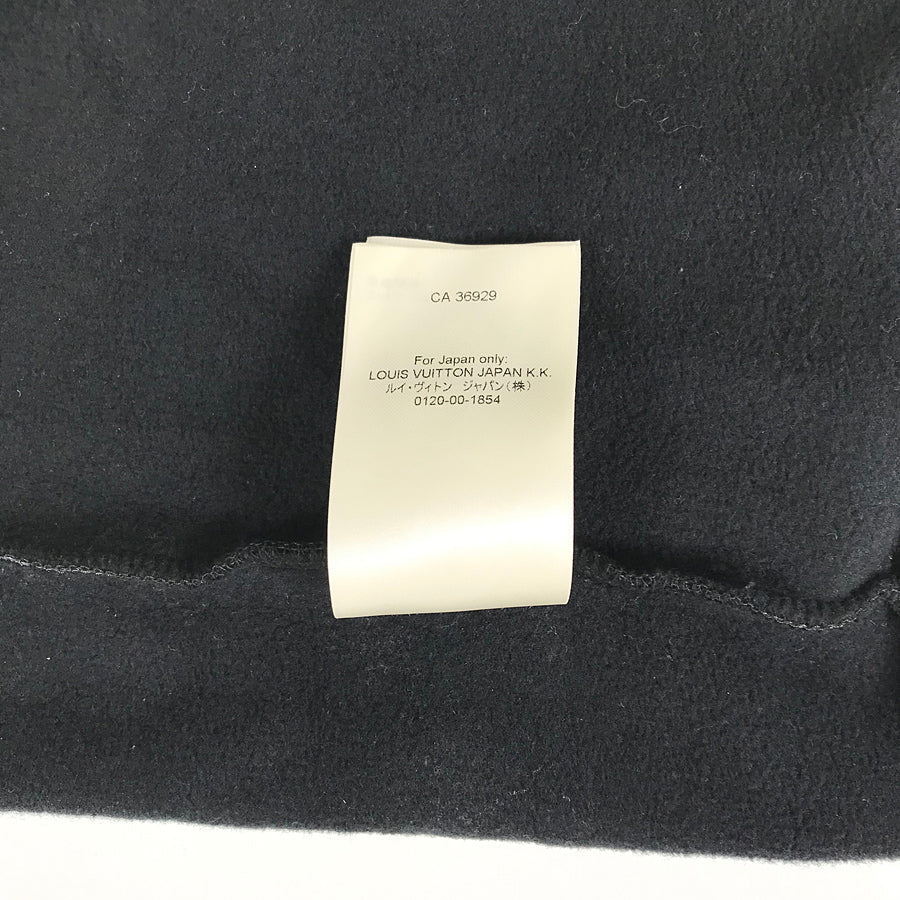 CA 36929
For Japan only:
LOUIS VUITTON JAPAN K.K.
ルイ・ヴィトン ジャパン(株)
0120-00-1854